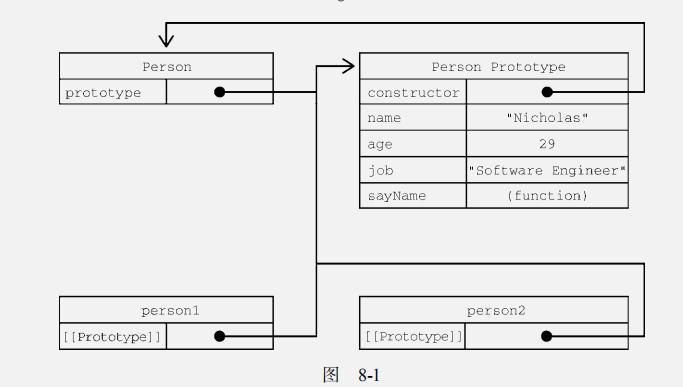 Person
prototype
Person Prototype
constructor
name "Nicholas"
age 29
job "Software Engineer"
sayName (function)
person1
[[Prototype]]
person2
[[Prototype]]
图 8-1